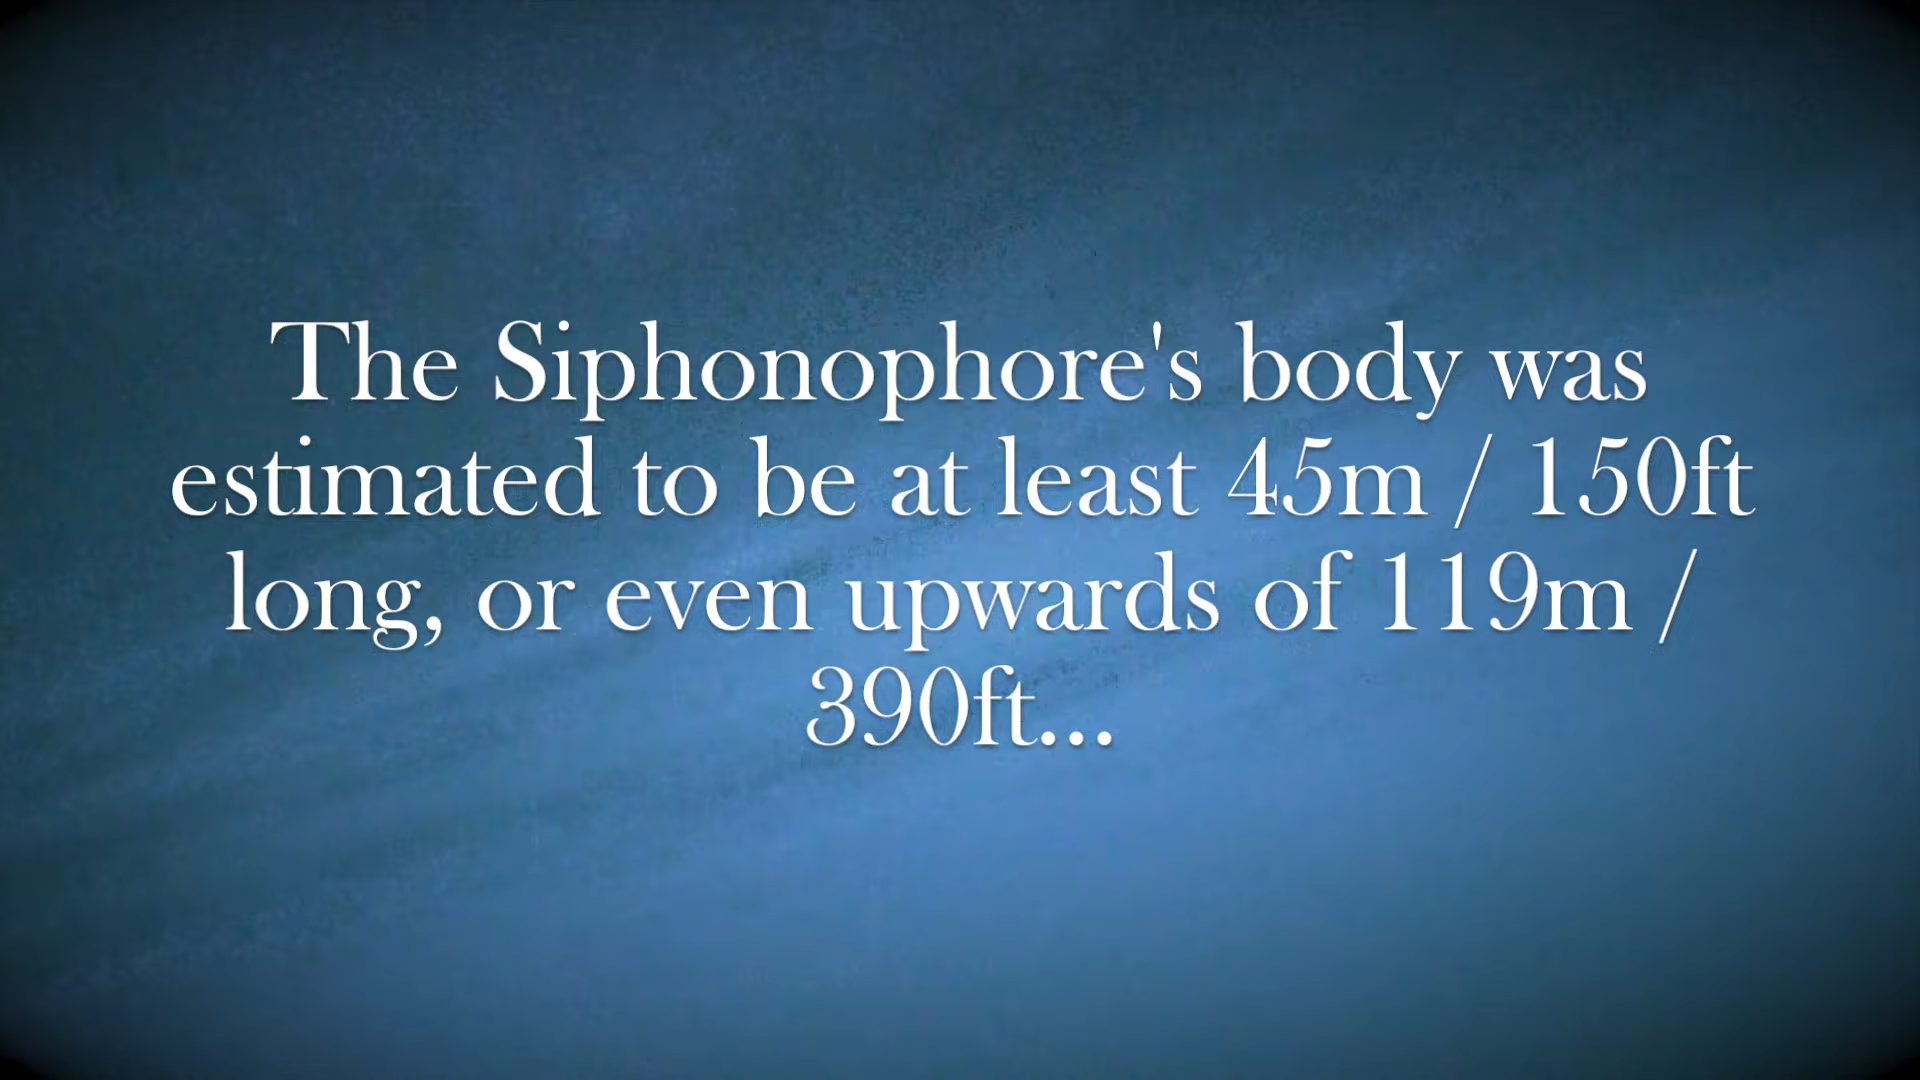 The Siphonophore's body was
estimated to be at least 45m / 150ft
long, or even upwards of 119m /
390ft...